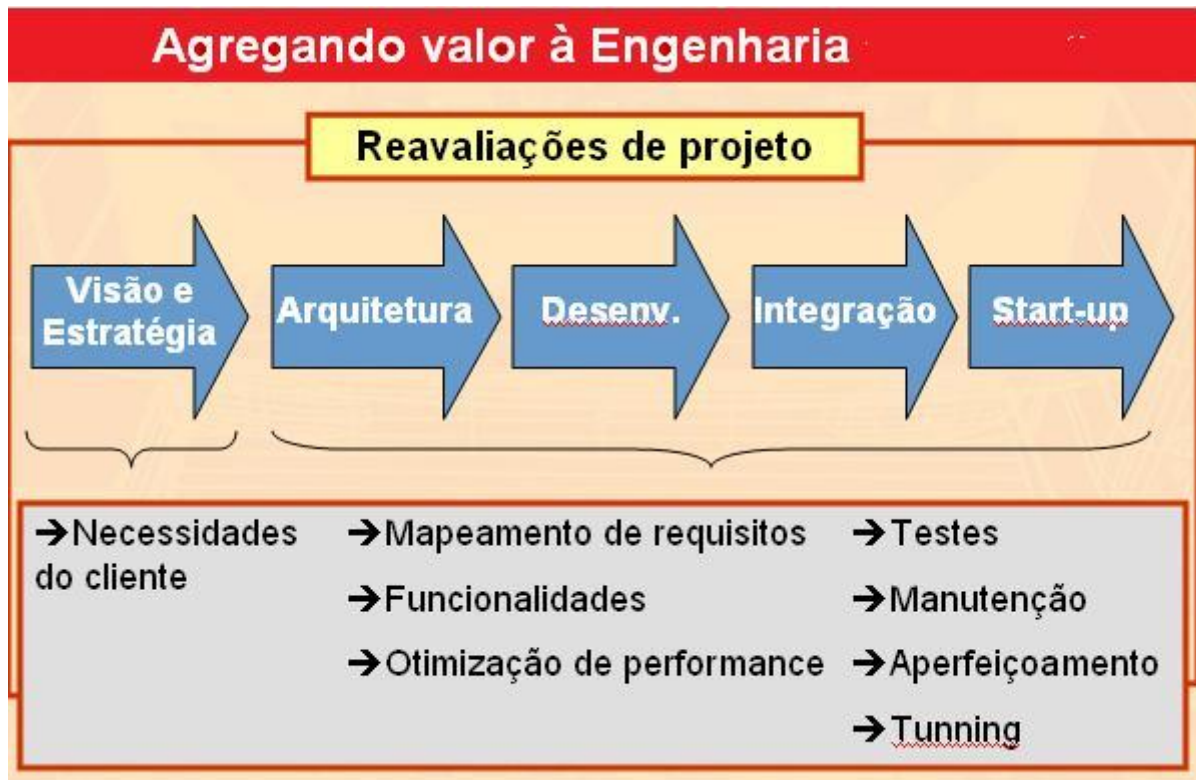 Agregando valor à Engenharia
Reavaliações de projeto
Visão e
Estratégia
Arquitetura
Desenv.
Integração
Start-up
➔Necessidades
do cliente
➔Mapeamento de requisitos
➔Funcionalidades
➔Otimização de performance
➔Testes
➔Manutenção
➔Aperfeiçoamento
➔Tunning